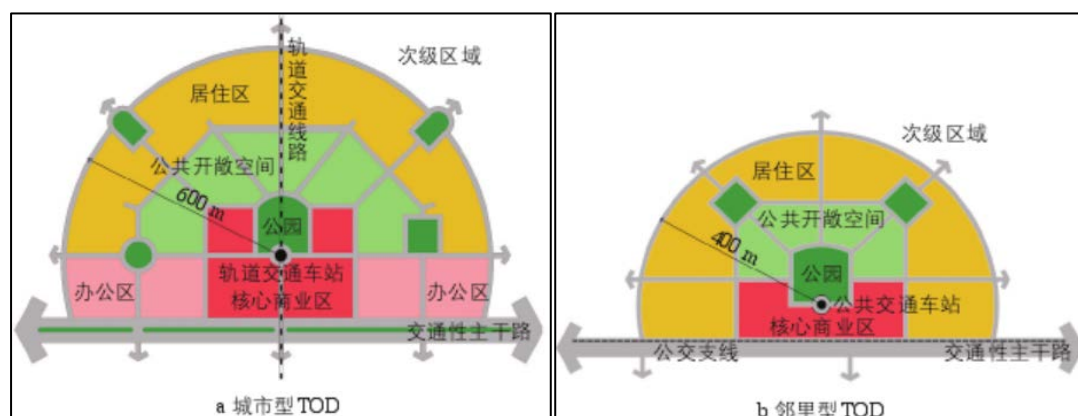 轨道交通线路
次级区域
居住区
公共开敞空间
600 m
公园
轨道交通车站
办公区
核心商业区
办公区
交通性主干路
a 城市型TOD
次级区域
居住区
公共开敞空间
400 m
公园
公共交通车站
核心商业区
公交支线
交通性主干路
b 邻里型TOD